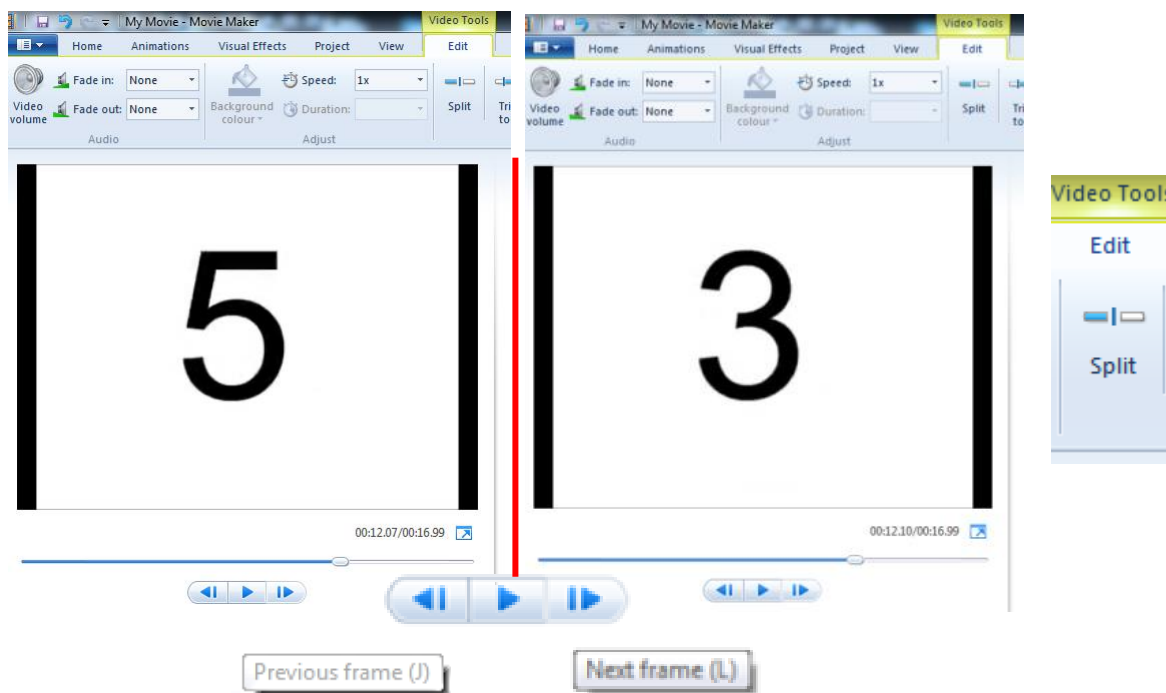 My Movie - Movie Maker
Video Tools
Home Animations Visual Effects Project View Edit
Fade in: None
Speed: 1x
Video volume
Fade out: None
Background colour
Duration:
Split
Audio
Adjust
5
00:12.07/00:16.99
My Movie - Movie Maker
Video Tools
Home Animations Visual Effects Project View Edit
Fade in: None
Speed: 1x
Video volume
Fade out: None
Background colour
Duration:
Split
Audio
Adjust
3
00:12.10/00:16.99
Video Tools
Edit
Split
Previous frame (J)
Next frame (L)